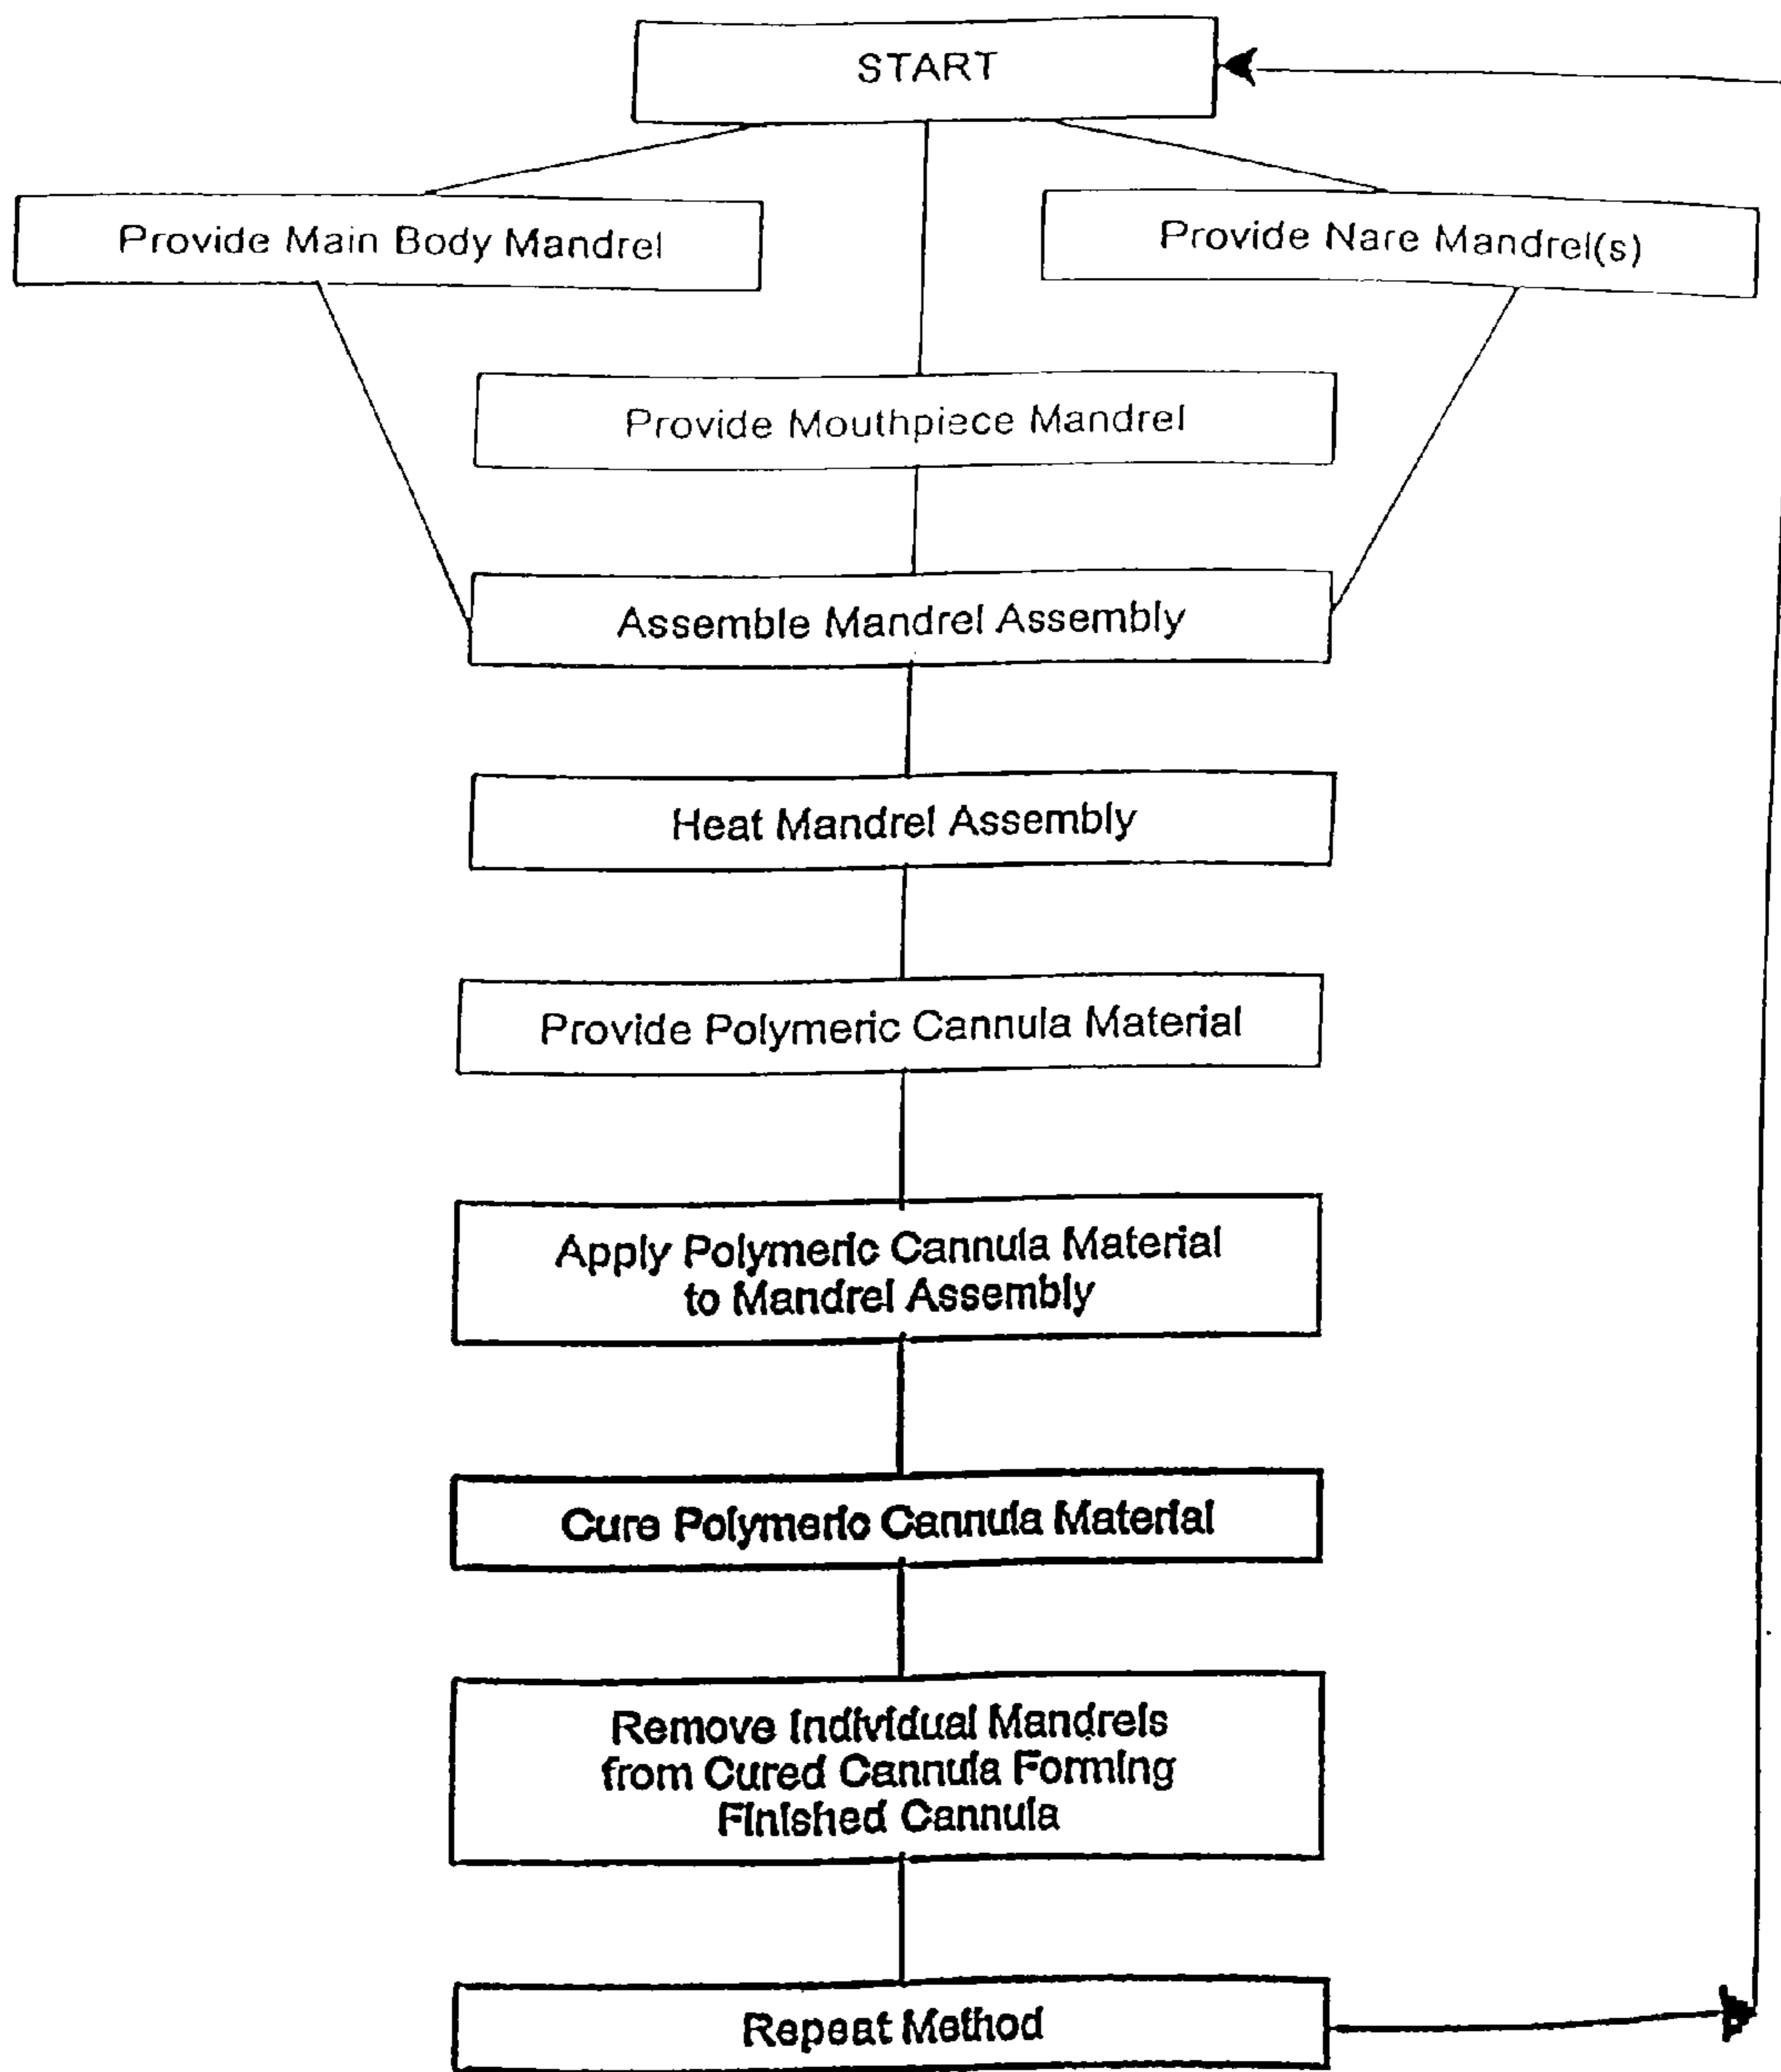 START
Provide Main Body Mandrel
Provide Nare Mandrel(s)
Provide Mouthpiece Mandrel
Assemble Mandrel Assembly
Heat Mandrel Assembly
Provide Polymeric Cannula Material
Apply Polymeric Cannula Material
to Mandrel Assembly
Cure Polymeric Cannula Material
Remove Individual Mandrels
from Cured Cannula Forming
Finished Cannula
Repeat Method